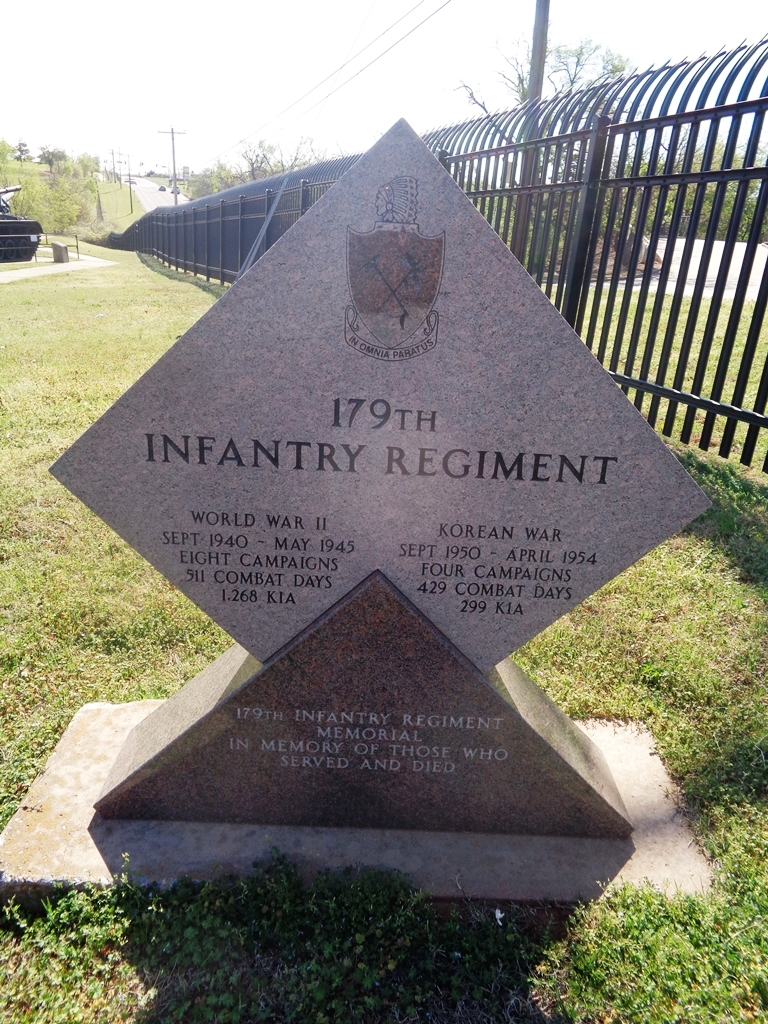 IN OMNIA PARATUS
179TH
INFANTRY REGIMENT
WORLD WAR II
SEPT 1940 - MAY 1945
EIGHT CAMPAIGNS
511 COMBAT DAYS
1,268 KIA
KOREAN WAR
SEPT 1950 - APRIL 1954
FOUR CAMPAIGNS
429 COMBAT DAYS
299 KIA
179TH INFANTRY REGIMENT
MEMORIAL
IN MEMORY OF THOSE WHO
SERVED AND DIED